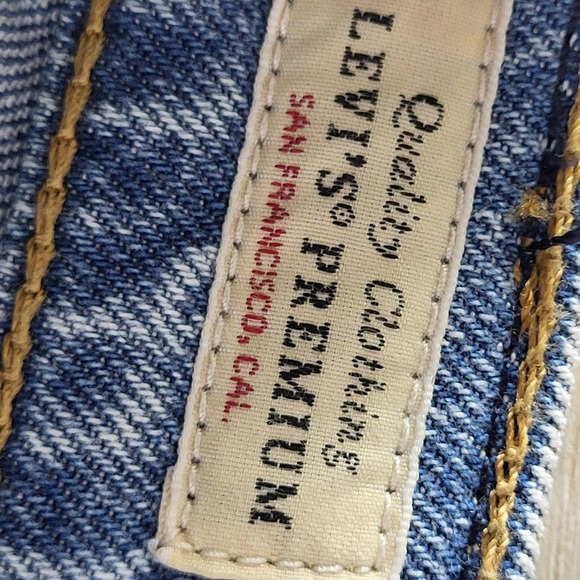 Quality Clothing
LEVI'S® PREMIUM
SAN FRANCISCO, CAL.